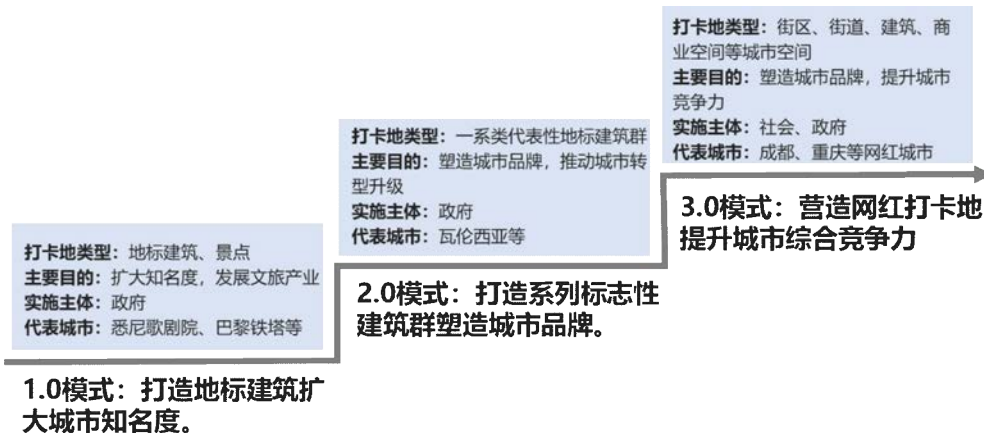 打卡地类型：地标建筑、景点
主要目的：扩大知名度，发展文旅产业
实施主体：政府
代表城市：悉尼歌剧院、巴黎铁塔等
1.0模式：打造地标建筑扩
大城市知名度。
打卡地类型：一系类代表性地标建筑群
主要目的：塑造城市品牌，推动城市转
型升级
实施主体：政府
代表城市：瓦伦西亚等
2.0模式：打造系列标志性
建筑群塑造城市品牌。
打卡地类型：街区、街道、建筑、商
业空间等城市空间
主要目的：塑造城市品牌，提升城市
竞争力
实施主体：社会、政府
代表城市：成都、重庆等网红城市
3.0模式：营造网红打卡地
提升城市综合竞争力